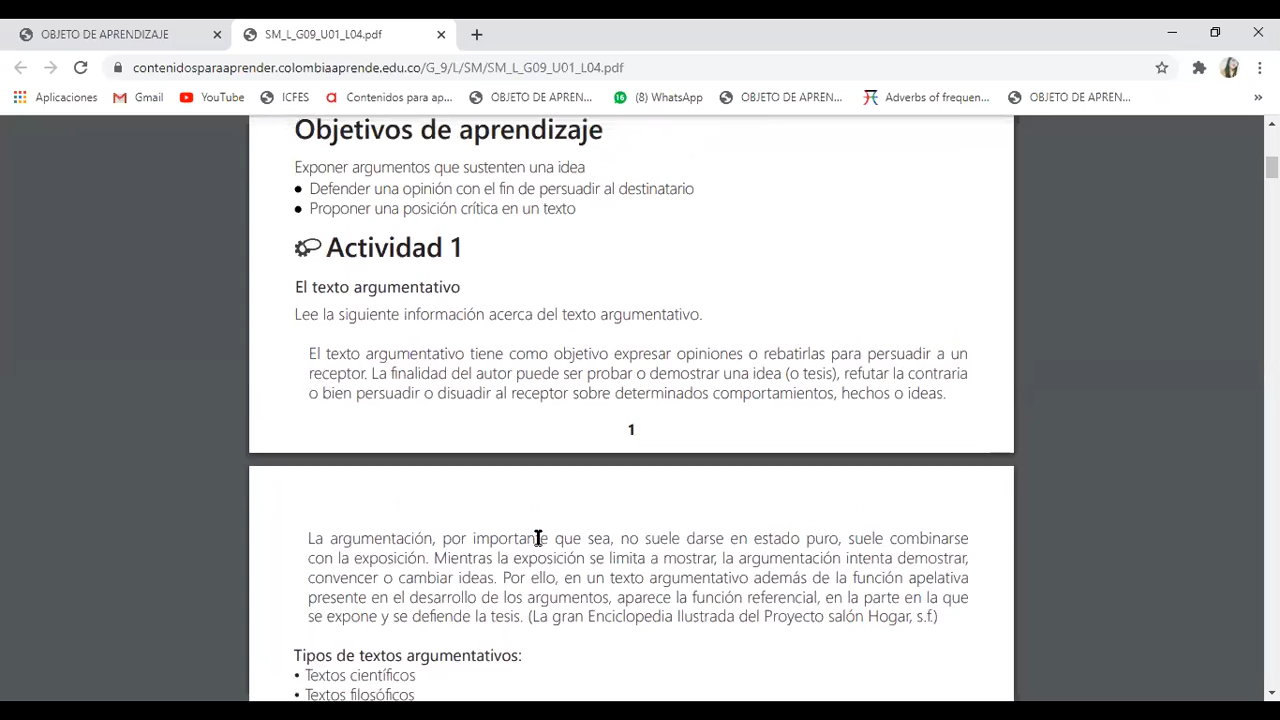 OBJETO DE APRENDIZAJE
SM_L_G09_U01_L04.pdf
contenidosparaaprender.colombiaaprende.edu.co/G_9/L/SM/SM_L_G09_U01_L04.pdf
Aplicaciones
Gmail
YouTube
ICFES
Contenidos para ap...
OBJETO DE APREN...
(8) WhatsApp
OBJETO DE APREN...
Adverbs of frequen...
OBJETO DE APREN...
Objetivos de aprendizaje
Exponer argumentos que sustenten una idea
• Defender una opinión con el fin de persuadir al destinatario
• Proponer una posición crítica en un texto
Actividad 1
El texto argumentativo
Lee la siguiente información acerca del texto argumentativo.
El texto argumentativo tiene como objetivo expresar opiniones o rebatirlas para persuadir a un
receptor. La finalidad del autor puede ser probar o demostrar una idea (o tesis), refutar la contraria
o bien persuadir o disuadir al receptor sobre determinados comportamientos, hechos o ideas.
1
La argumentación, por importante que sea, no suele darse en estado puro, suele combinarse
con la exposición. Mientras la exposición se limita a mostrar, la argumentación intenta demostrar,
convencer o cambiar ideas. Por ello, en un texto argumentativo además de la función apelativa
presente en el desarrollo de los argumentos, aparece la función referencial, en la parte en la que
se expone y se defiende la tesis. (La gran Enciclopedia Ilustrada del Proyecto salón Hogar, s.f.)
Tipos de textos argumentativos:
• Textos científicos
• Textos filosóficos